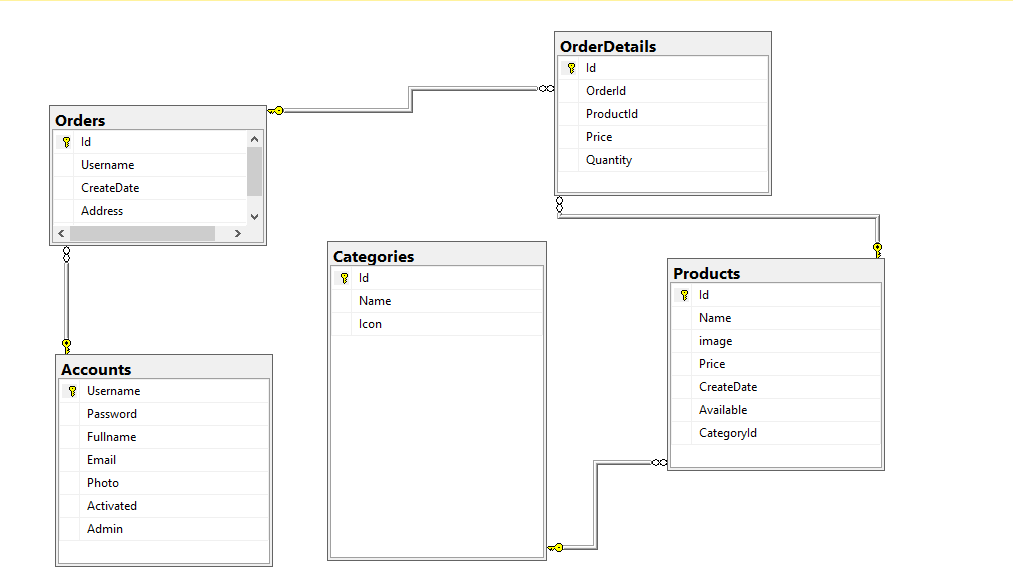 OrderDetails
Id
OrderId
ProductId
Price
Quantity
Orders
Id
Username
CreateDate
Address
Categories
Id
Name
Icon
Products
Id
Name
image
Price
CreateDate
Available
CategoryId
Accounts
Username
Password
Fullname
Email
Photo
Activated
Admin